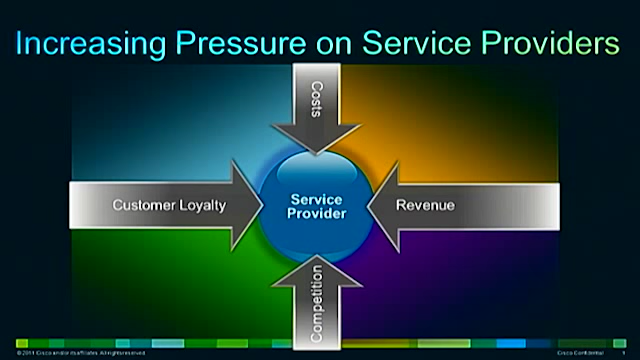 Increasing Pressure on Service Providers
Costs
Customer Loyalty
Service
Provider
Revenue
Competition
© 2011 Cisco and/or its affiliates. All rights reserved.
Cisco Confidential